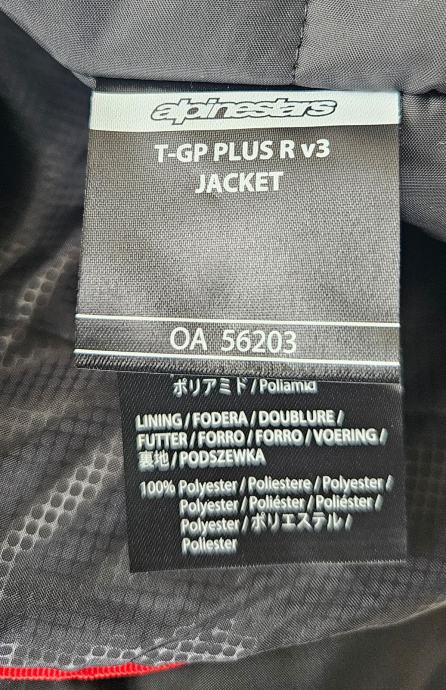 alpinestars
T-GP PLUS R v3
JACKET
OA 56203
ポリアミド / Poliamid
LINING / FODERA / DOUBLURE /
FUTTER / FORRO / FORRO / VOERING /
裏地 / PODSZEWKA
100% Polyester / Poliestere / Polyester /
Polyester / Poliéster / Poliéster /
Polyester / ポリエステル /
Poliester